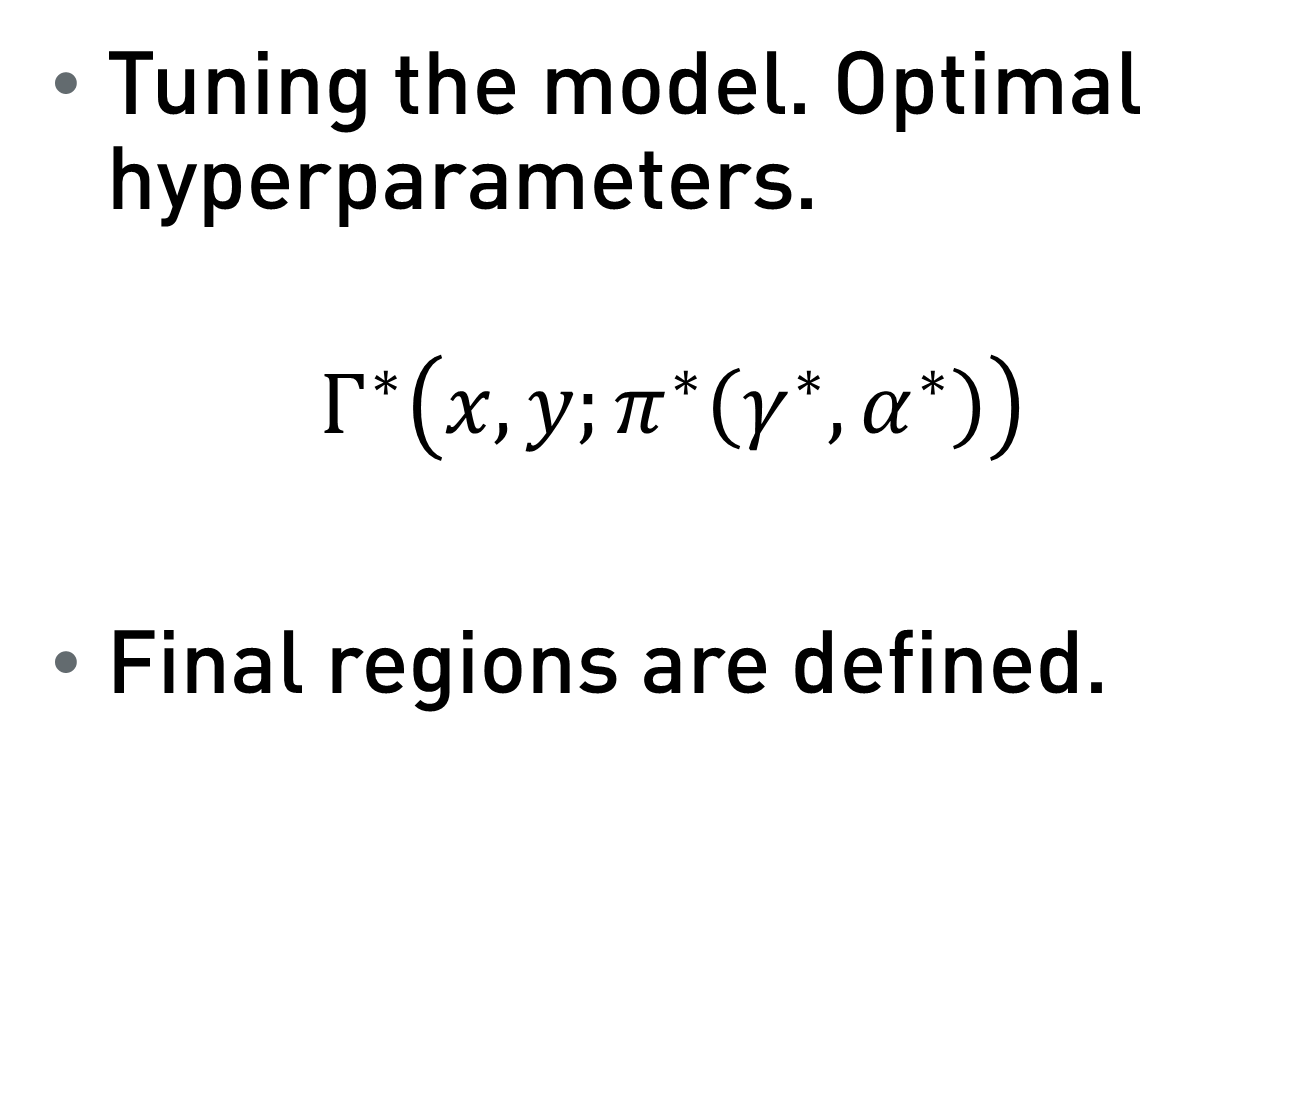 • Tuning the model. Optimal
hyperparameters.
Γ*(x, y; π*(γ*, α*))
• Final regions are defined.